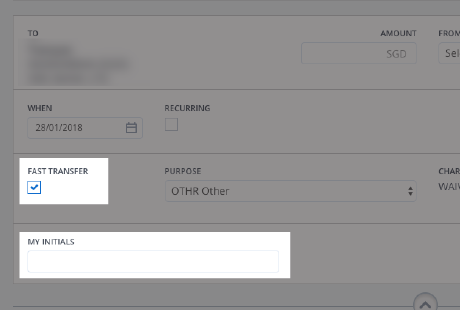 TO AMOUNT FROM
SGD Sel
WHEN RECURRING
28/01/2018
FAST TRANSFER PURPOSE CHAR
OTHR Other WAIV
MY INITIALS